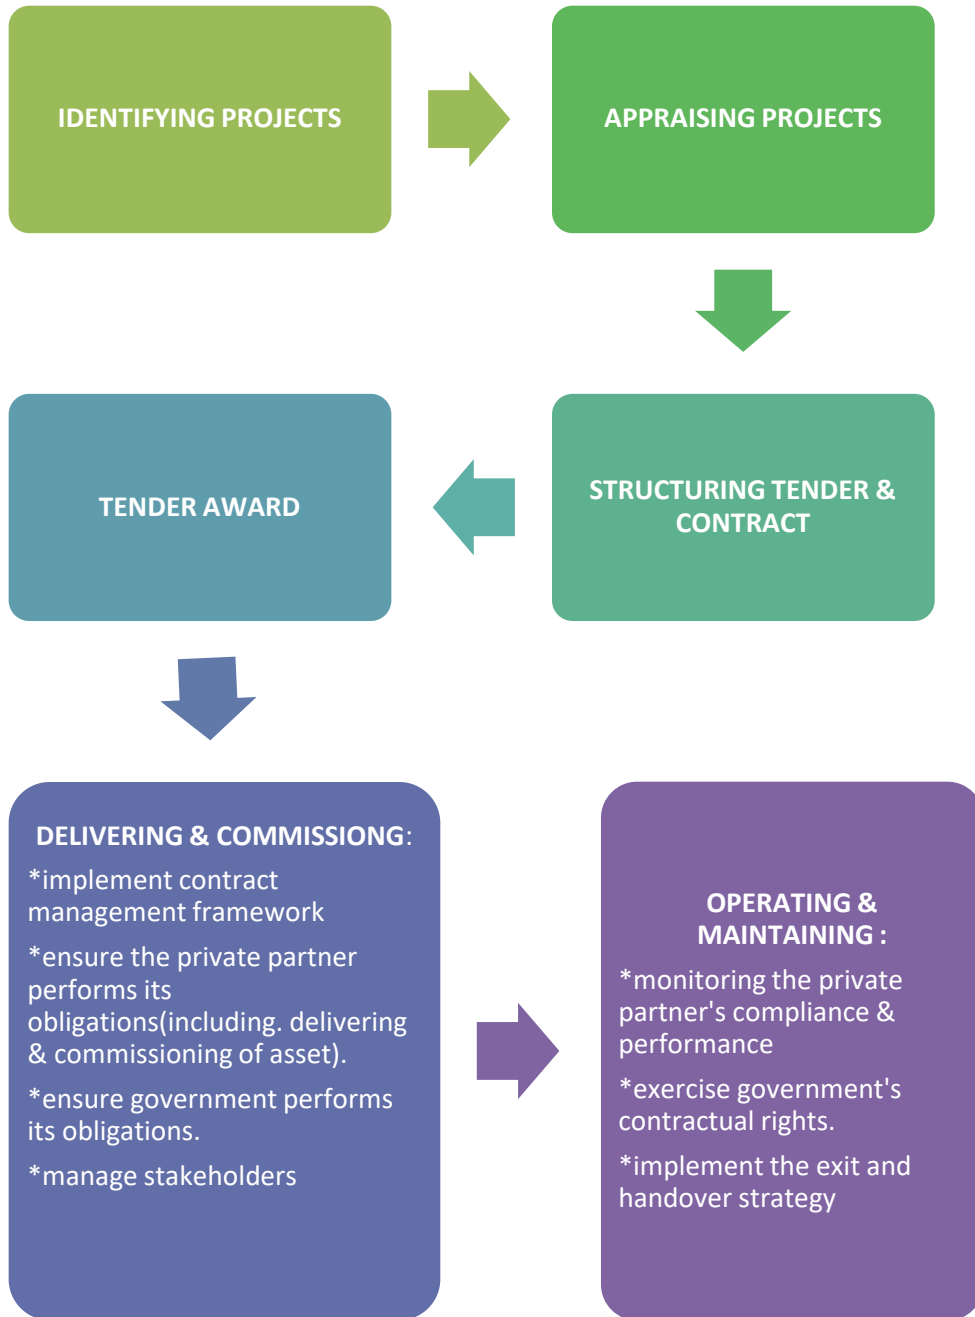 IDENTIFYING PROJECTS
APPRAISING PROJECTS
STRUCTURING TENDER &
CONTRACT
TENDER AWARD
DELIVERING & COMMISSIONG:
*implement contract
management framework
*ensure the private partner
performs its
obligations(including. delivering
& commissioning of asset).
*ensure government performs
its obligations.
*manage stakeholders
OPERATING &
MAINTAINING :
*monitoring the private
partner's compliance &
performance
*exercise government's
contractual rights.
*implement the exit and
handover strategy